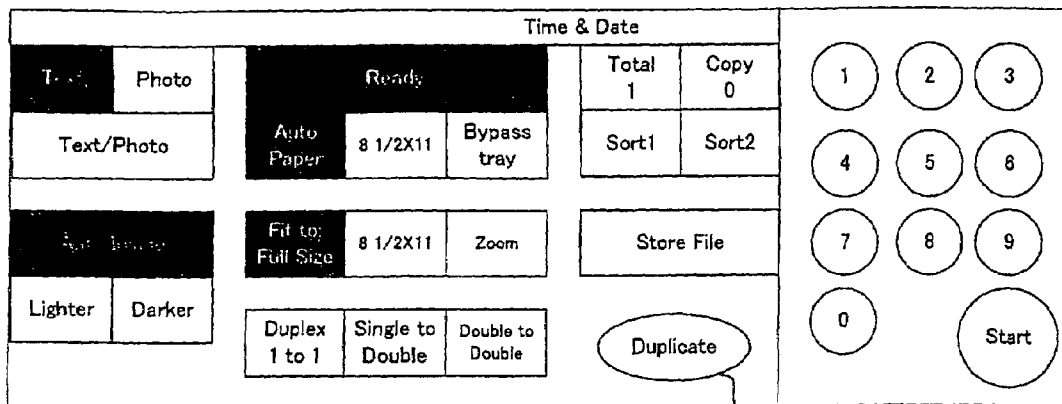 Time & Date
Text Photo
Text/Photo
Ready
Auto
Paper
8 1/2X11
Bypass
tray
Total
1
Copy
0
Sort1
Sort2
Lighter Darker
Fit to
Full Size
8 1/2X11
Zoom
Duplex
1 to 1
Single to
Double
Double to
Double
Store File
Duplicate
1 2 3
4 5 6
7 8 9
0
Start